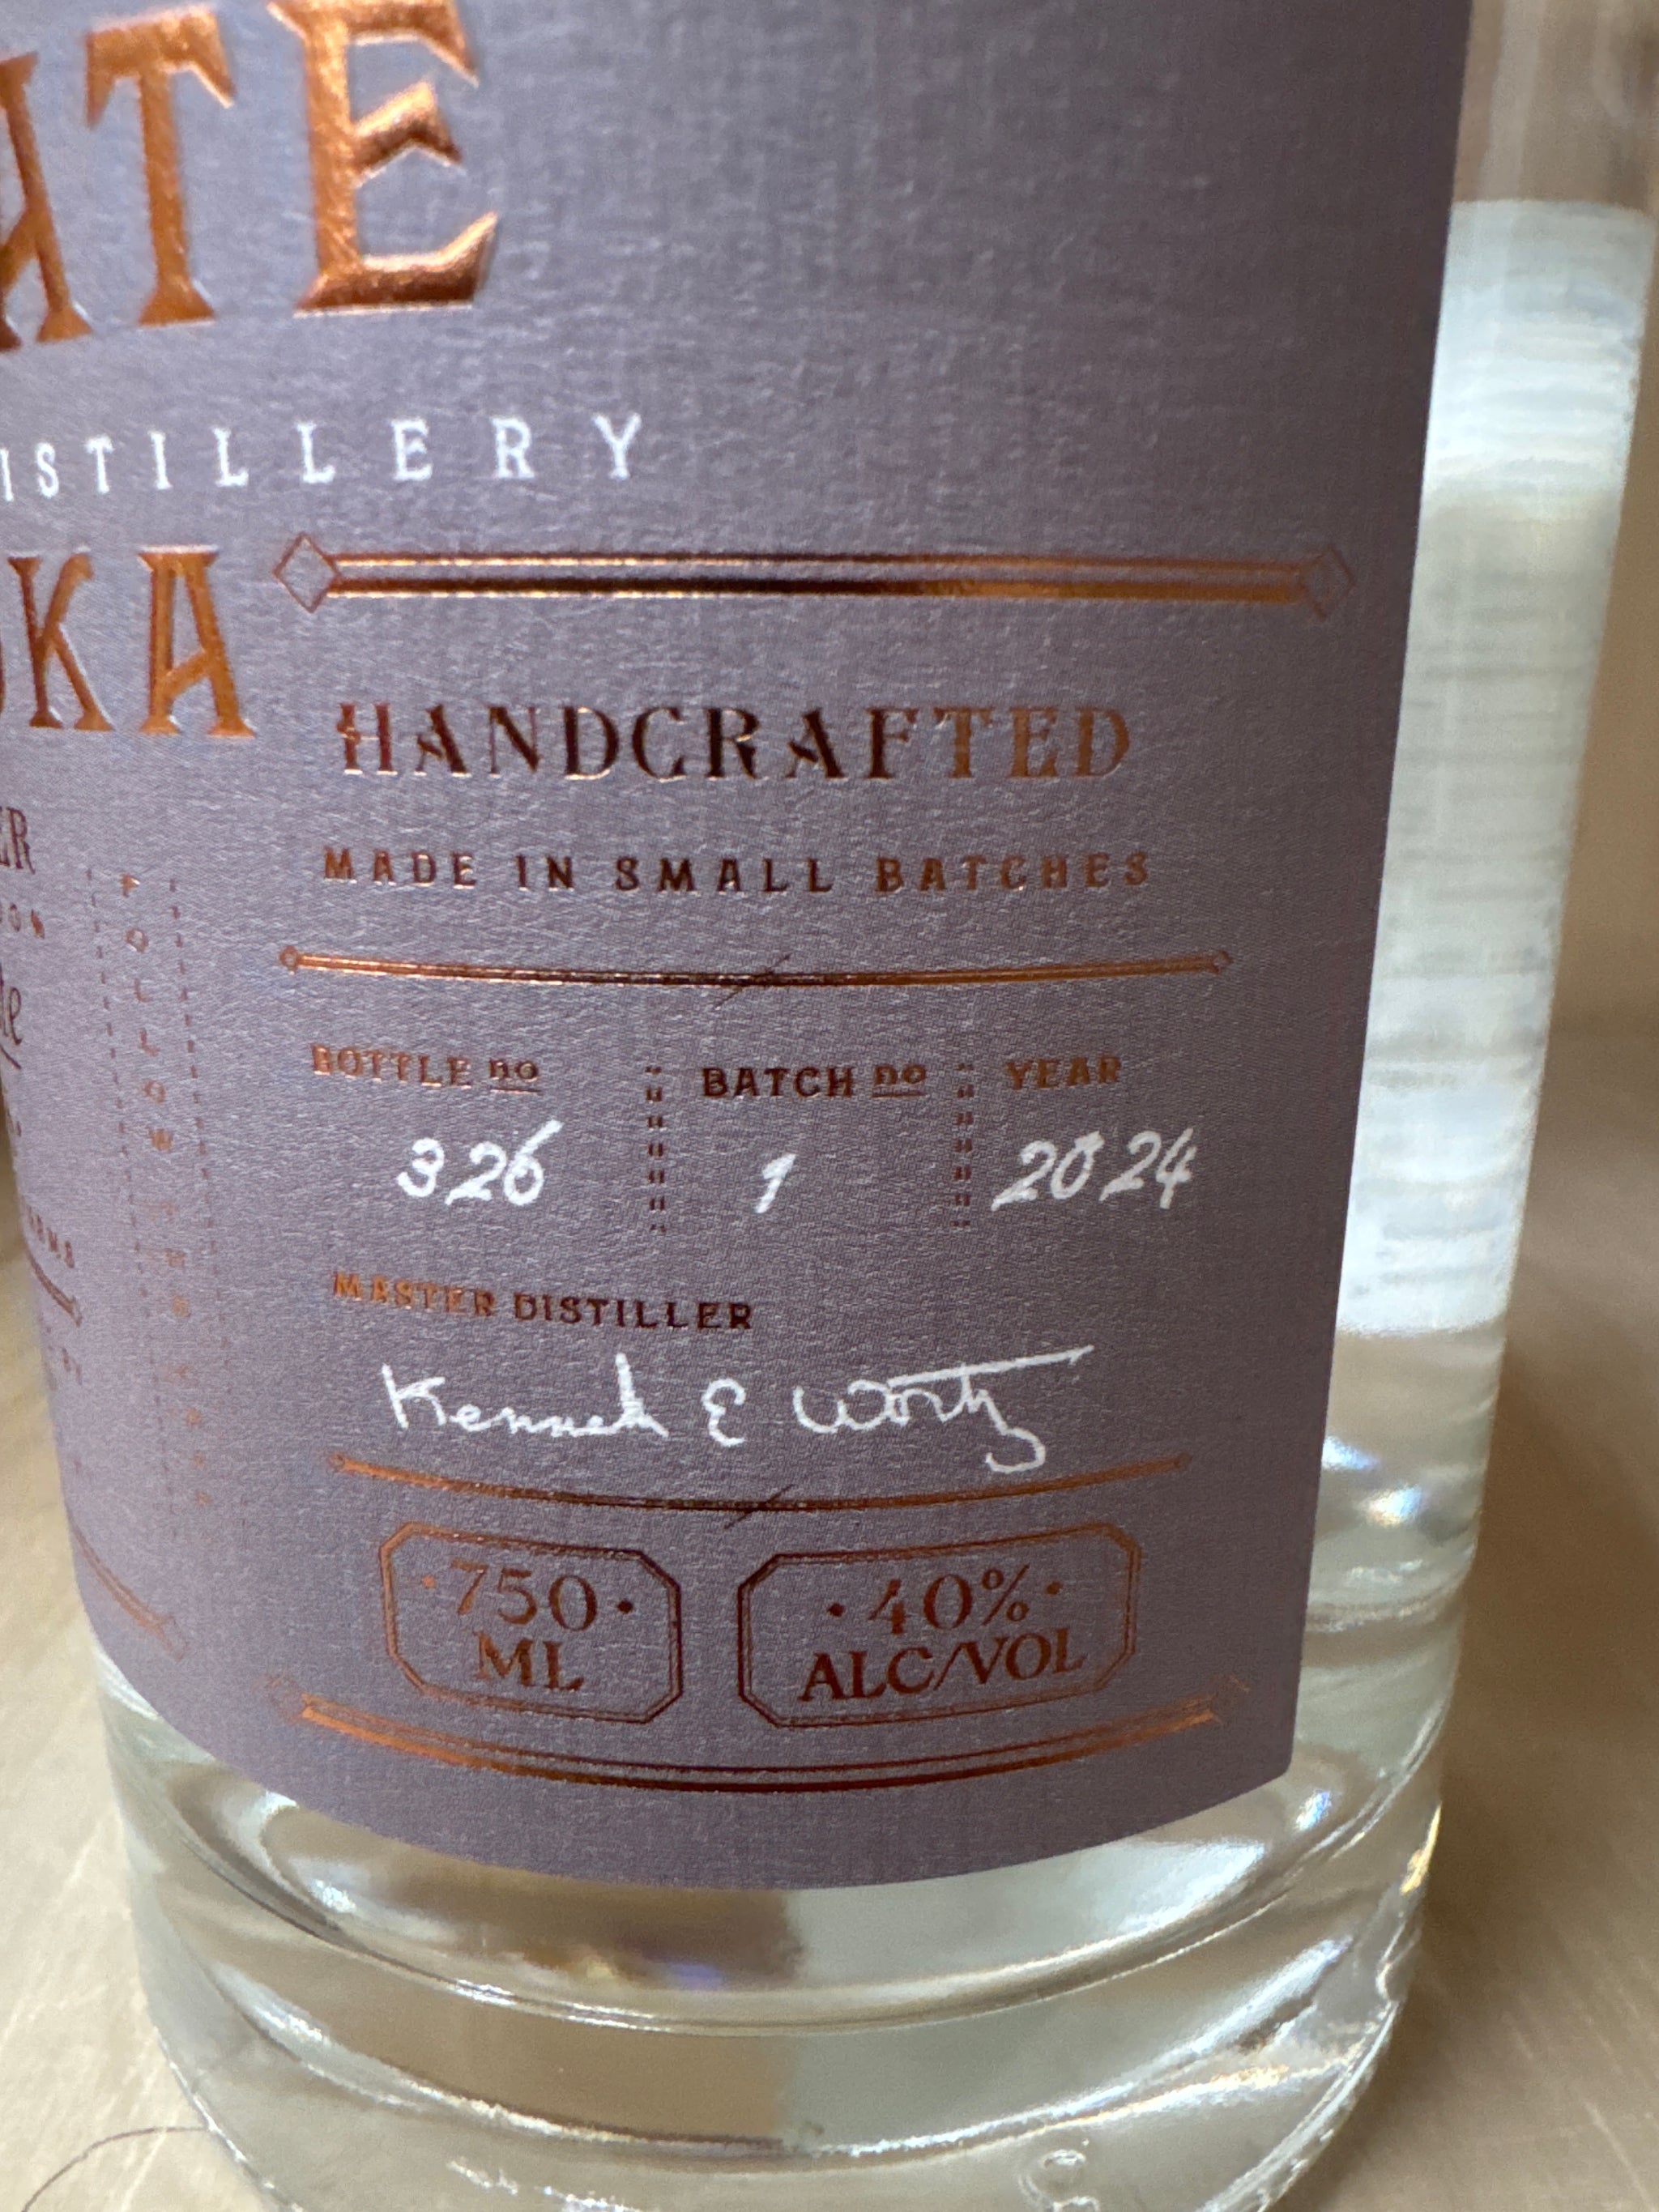 ATE
DISTILLERY
KA
HANDCRAFTED
MADE IN SMALL BATCHES
BOTTLE no BATCH no YEAR
326 1 2024
MASTER DISTILLER
Kenneth E Wortz
·750· ·40%·
ML ALC/VOL